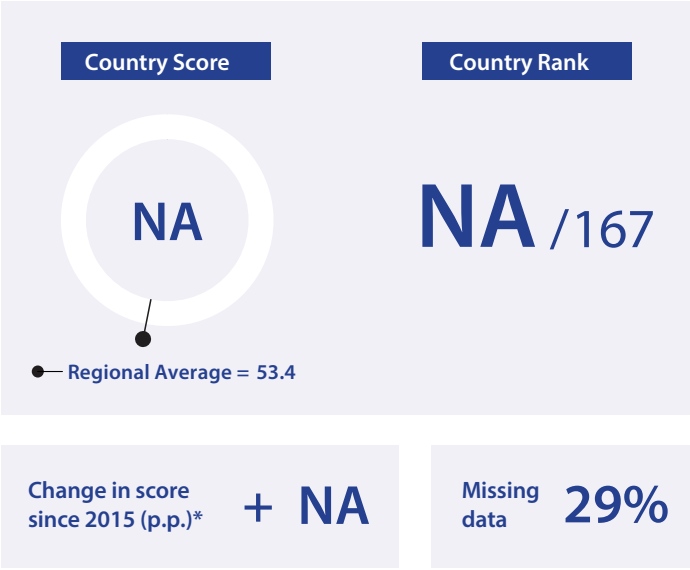 Country Score
Country Rank
NA
NA /167
Regional Average = 53.4
Change in score
since 2015 (p.p.)*
+ NA
Missing
data
29%